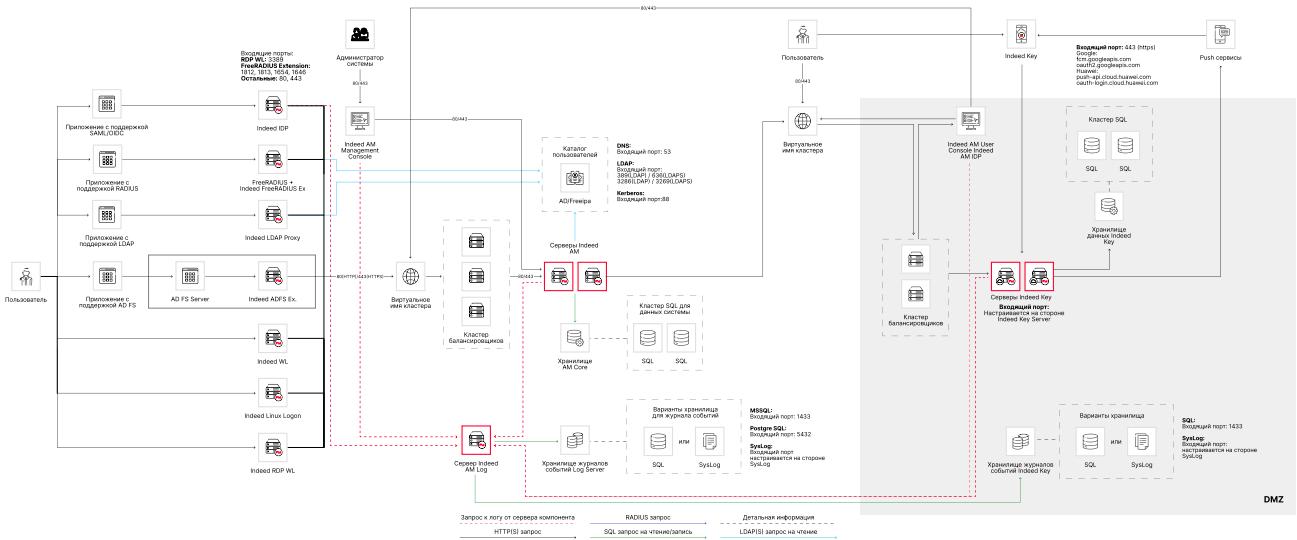 80/443
Входящие порты:
RDP WL: 3389
FreeRADIUS Extension:
1812, 1813, 1654, 1646
Остальные: 80, 443
Администратор
системы
80/443
Indeed AM
Management
Console
80/443
Пользователь
80/443
Виртуальное
имя кластера
Indeed Key
Входящий порт: 443 (https)
Google:
fcm.googleapis.com
oauth2.googleapis.com
Huawei:
push-api.cloud.huawei.com
oauth-login.cloud.huawei.com
Push сервисы
Приложение с поддержкой
SAML/OIDC
Indeed IDP
Приложение с
поддержкой RADIUS
FreeRADIUS +
Indeed FreeRADIUS Ex
Приложение с
поддержкой LDAP
Indeed LDAP Proxy
Пользователь
Приложение с
поддержкой AD FS
AD FS Server
Indeed ADFS Ex.
80(HTTP)/443(HTTPS)
Виртуальное
имя кластера
Кластер
балансировщиков
80/443
Indeed WL
Indeed Linux Logon
Indeed RDP WL
Каталог
пользователей
AD/Freeipa
DNS:
Входящий порт: 53
LDAP:
Входящий порт:
389(LDAP) / 636(LDAPS)
3286(LDAP) / 3269(LDAPS)
Kerberos:
Входящий порт:88
Серверы Indeed
AM
Хранилище
AM Core
Кластер SQL для
данных системы
SQL
SQL
Сервер Indeed
AM Log
Хранилище журналов
событий Log Server
Варианты хранилища
для журнала событий
SQL
или
SysLog
MSSQL:
Входящий порт: 1433
Postgre SQL:
Входящий порт: 5432
SysLog:
Входящий порт
настраивается на стороне
SysLog
Indeed AM User
Console Indeed
AM IDP
Кластер SQL
SQL
SQL
Хранилище
данных Indeed
Key
Кластер
балансировщиков
Серверы Indeed Key
Входящий порт:
Настраивается на стороне
Indeed Key Server
Хранилище журналов
событий Indeed Key
Варианты хранилища
SQL
или
SysLog
SQL:
Входящий порт: 1433
SysLog:
Входящий порт:
настраивается на стороне
SysLog
DMZ
Запрос к логу от сервера компонента
RADIUS запрос
Детальная информация
HTTP(S) запрос
SQL запрос на чтение/запись
LDAP(S) запрос на чтение